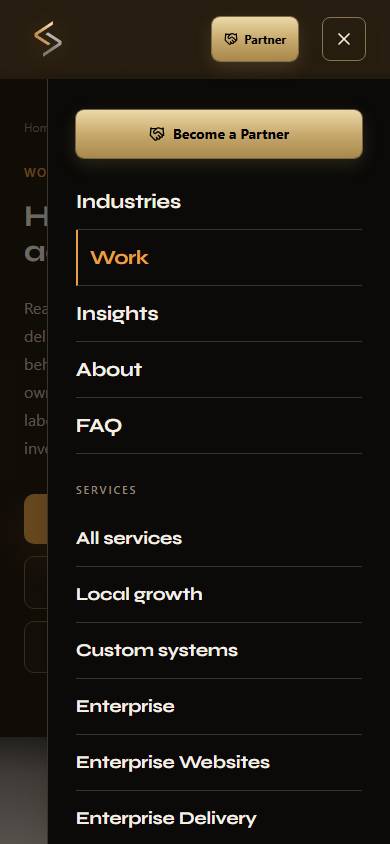 Partner
Become a Partner
Industries
Work
Insights
About
FAQ
SERVICES
All services
Local growth
Custom systems
Enterprise
Enterprise Websites
Enterprise Delivery